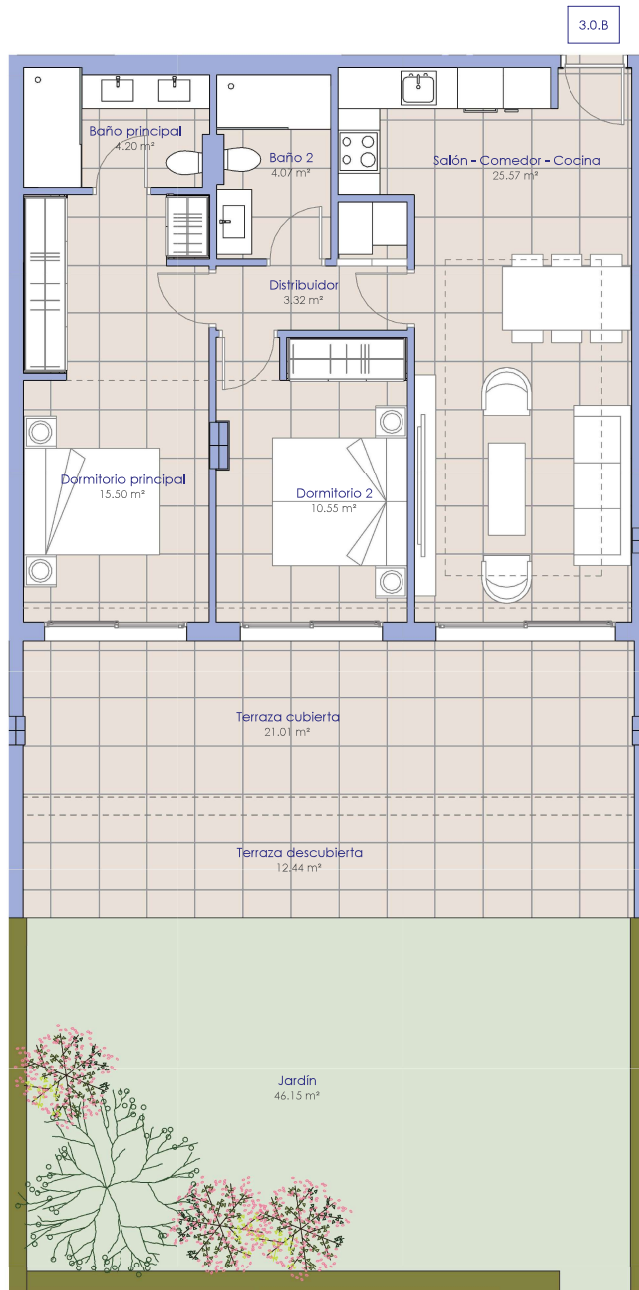 3.0.B
Baño principal
4.20 m²
Baño 2
4.07 m²
Salón - Comedor - Cocina
25.57 m²
Distribuidor
3.32 m²
Dormitorio principal
15.50 m²
Dormitorio 2
10.55 m²
Terraza cubierta
21.01 m²
Terraza descubierta
12.44 m²
Jardín
46.15 m²